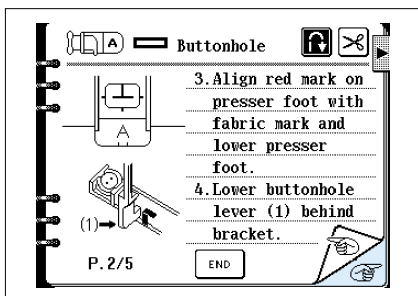 A Buttonhole
3. Align red mark on
presser foot with
fabric mark and
lower presser
foot.
4. Lower buttonhole
lever (1) behind
bracket.
A
(1)
P. 2/5
END